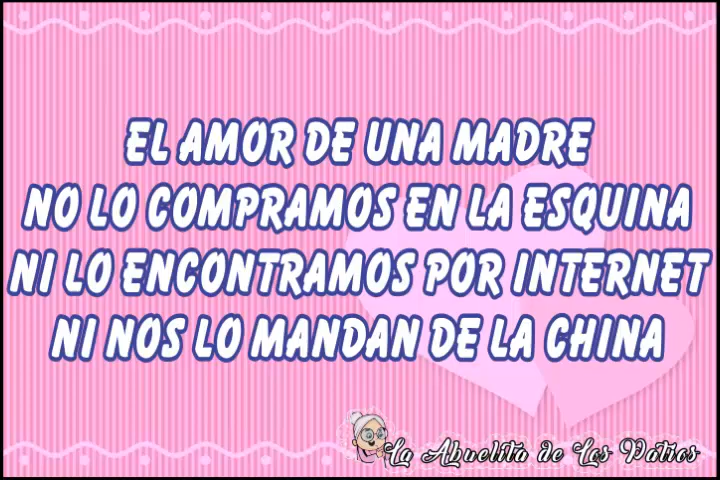 EL AMOR DE UNA MADRE
NO LO COMPRAMOS EN LA ESQUINA
NI LO ENCONTRAMOS POR INTERNET
NI NOS LO MANDAN DE LA CHINA
La Abuelita de Los Patios